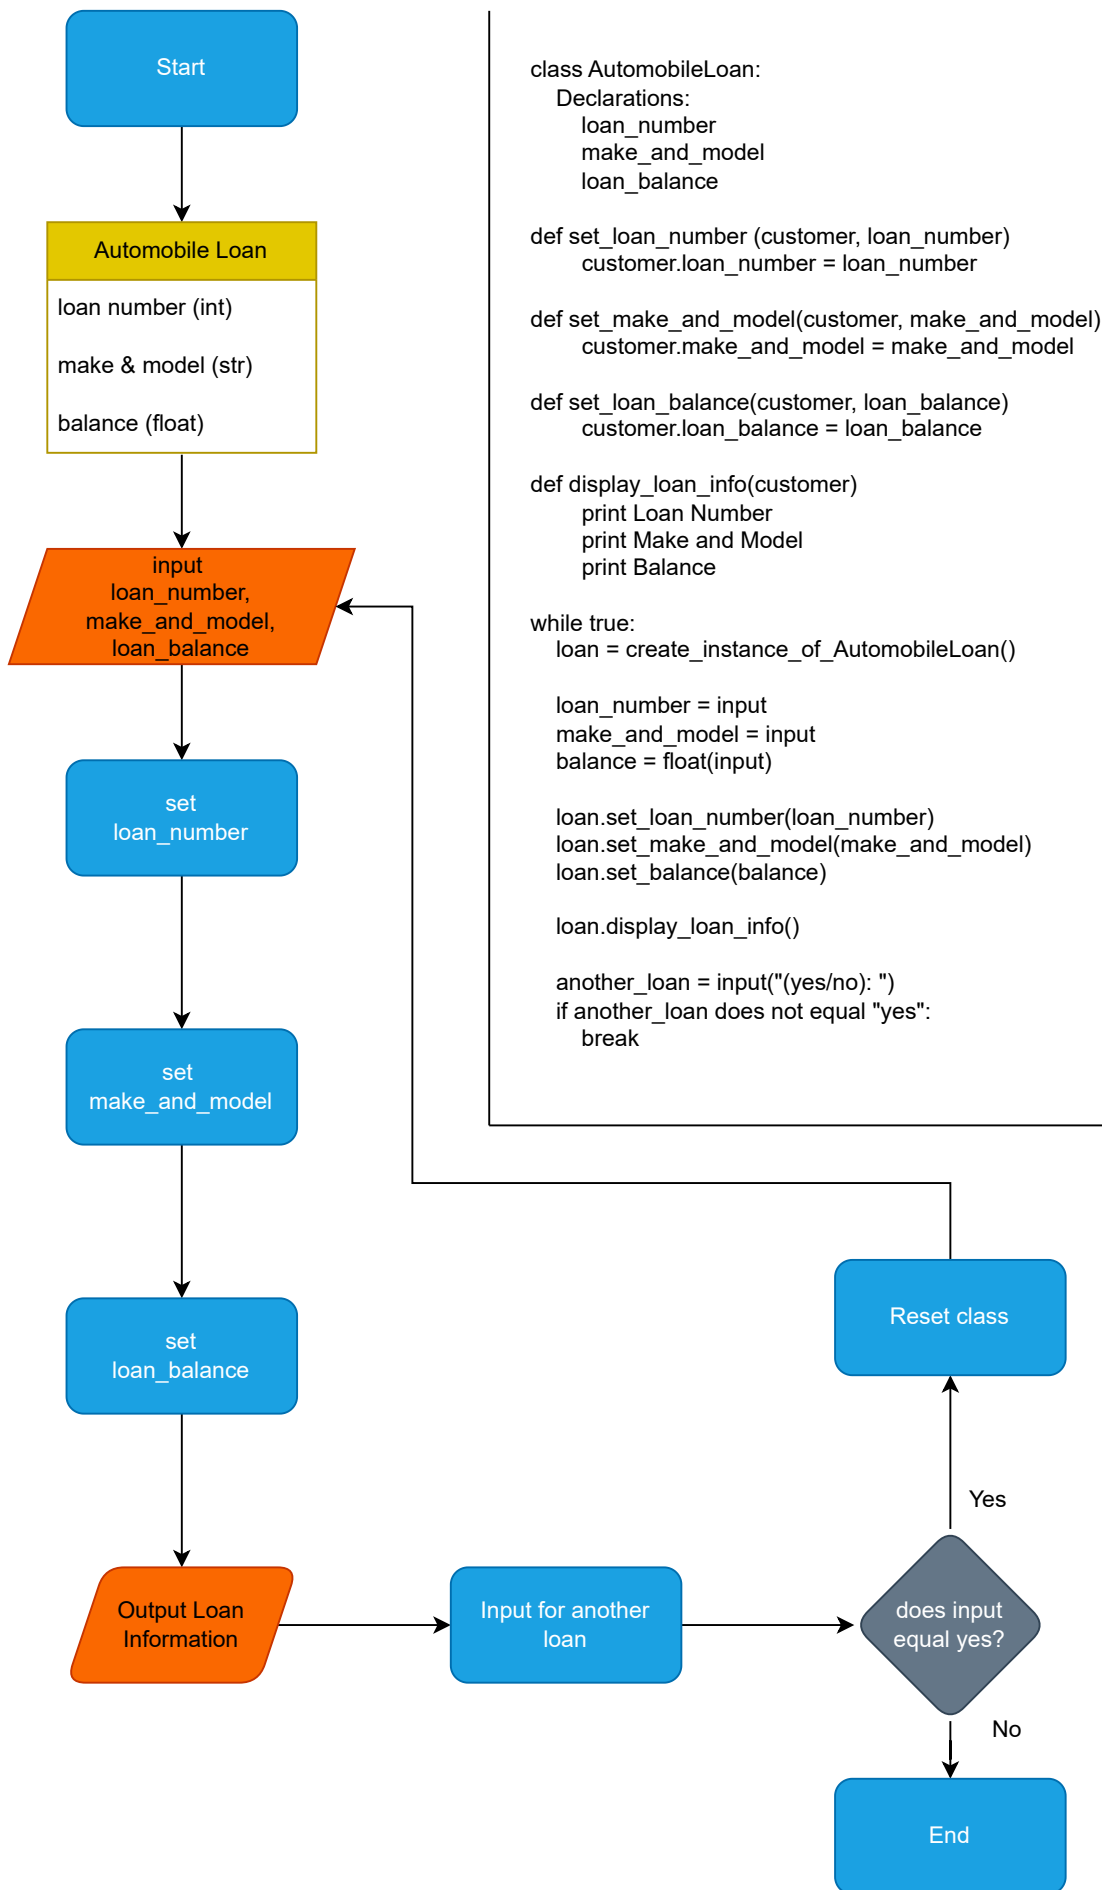 Start
Automobile Loan
loan number (int)
make & model (str)
balance (float)
input
loan_number,
make_and_model,
loan_balance
set
loan_number
set
make_and_model
set
loan_balance
Output Loan
Information
Input for another
loan
does input
equal yes?
Yes
Reset class
No
End
class AutomobileLoan:
Declarations:
loan_number
make_and_model
loan_balance
def set_loan_number (customer, loan_number)
customer.loan_number = loan_number
def set_make_and_model(customer, make_and_model)
customer.make_and_model = make_and_model
def set_loan_balance(customer, loan_balance)
customer.loan_balance = loan_balance
def display_loan_info(customer)
print Loan Number
print Make and Model
print Balance
while true:
loan = create_instance_of_AutomobileLoan()
loan_number = input
make_and_model = input
balance = float(input)
loan.set_loan_number(loan_number)
loan.set_make_and_model(make_and_model)
loan.set_balance(balance)
loan.display_loan_info()
another_loan = input("(yes/no): ")
if another_loan does not equal "yes":
break